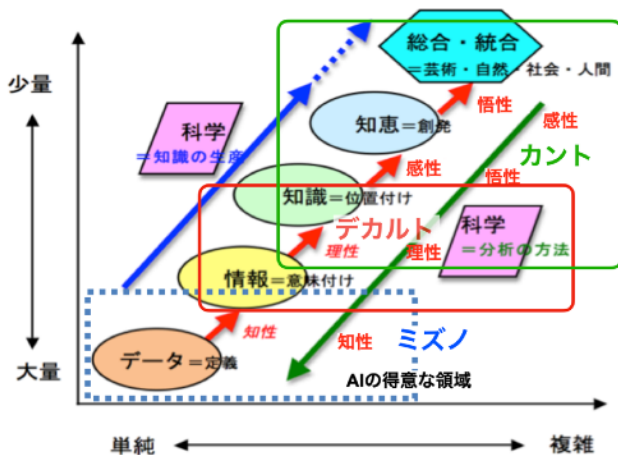 総合・統合
=芸術・自然・社会・人間
少量
悟性
感性
科学
=知識の生産
知恵=創発
カント
感性
悟性
知識=位置付け
デカルト
科学
理性
理性
=分析の方法
情報=意味付け
知性
知性
ミズノ
データ=定義
大量
AIの得意な領域
単純
複雑